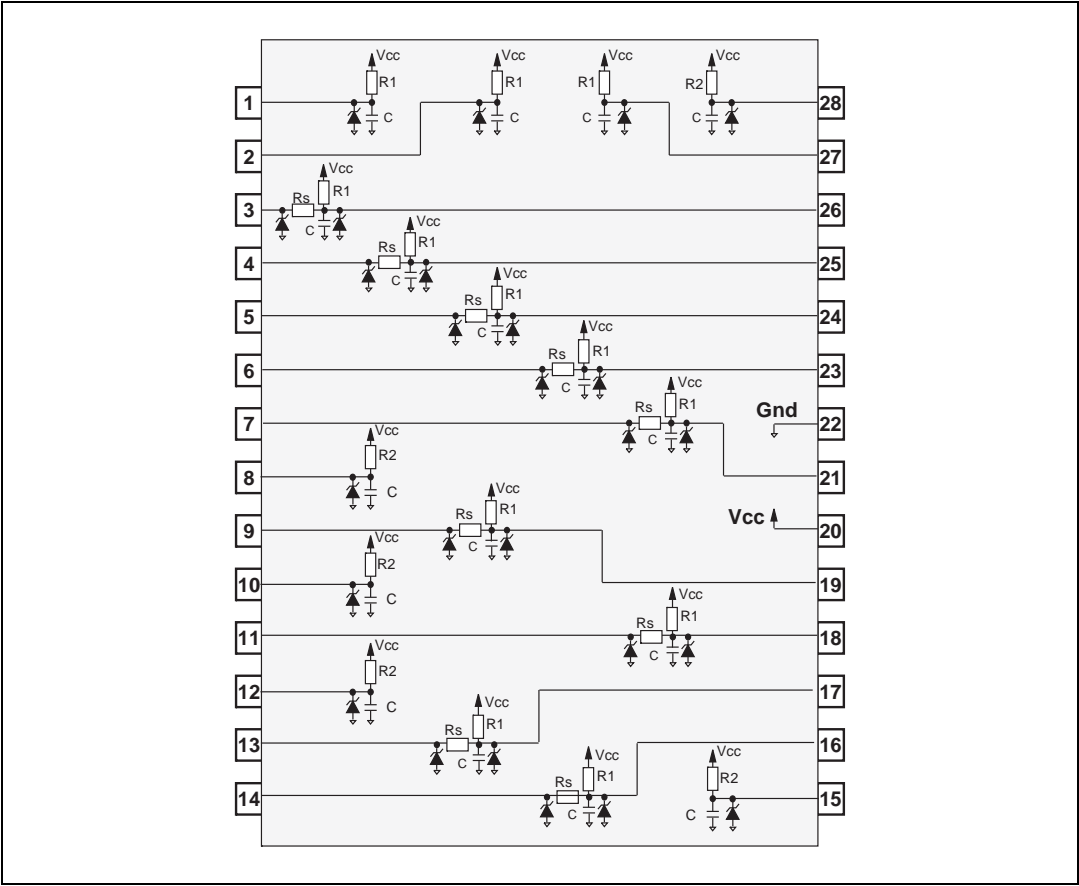 Vcc Vcc Vcc Vcc
R1 R1 R1 R2
1 C C C C 28
2 27
Vcc
Rs R1
3 26
C Vcc
Rs R1
4 25
C Vcc
Rs R1
5 24
C Vcc
Rs R1
6 23
C Vcc
Rs R1 Gnd
7 22
C
Vcc
R2
8 21
C
Vcc
Rs R1 Vcc
9 20
C
Vcc
R2
10 19
C
Vcc
Rs R1
11 18
C
Vcc
R2
12 17
C
Vcc
Rs R1
13 16
C
Vcc Vcc
Rs R1 R2
14 15
C C